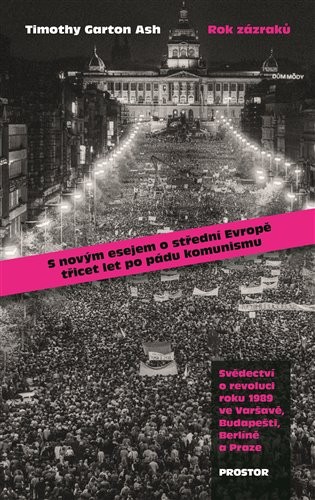 Timothy Garton Ash
Rok zázraků
DŮM MÓDY
S novým esejem o střední Evropě
třicet let po pádu komunismu
Svědectví
o revoluci
roku 1989
ve Varšavě,
Budapešti,
Berlíně
a Praze
PROSTOR